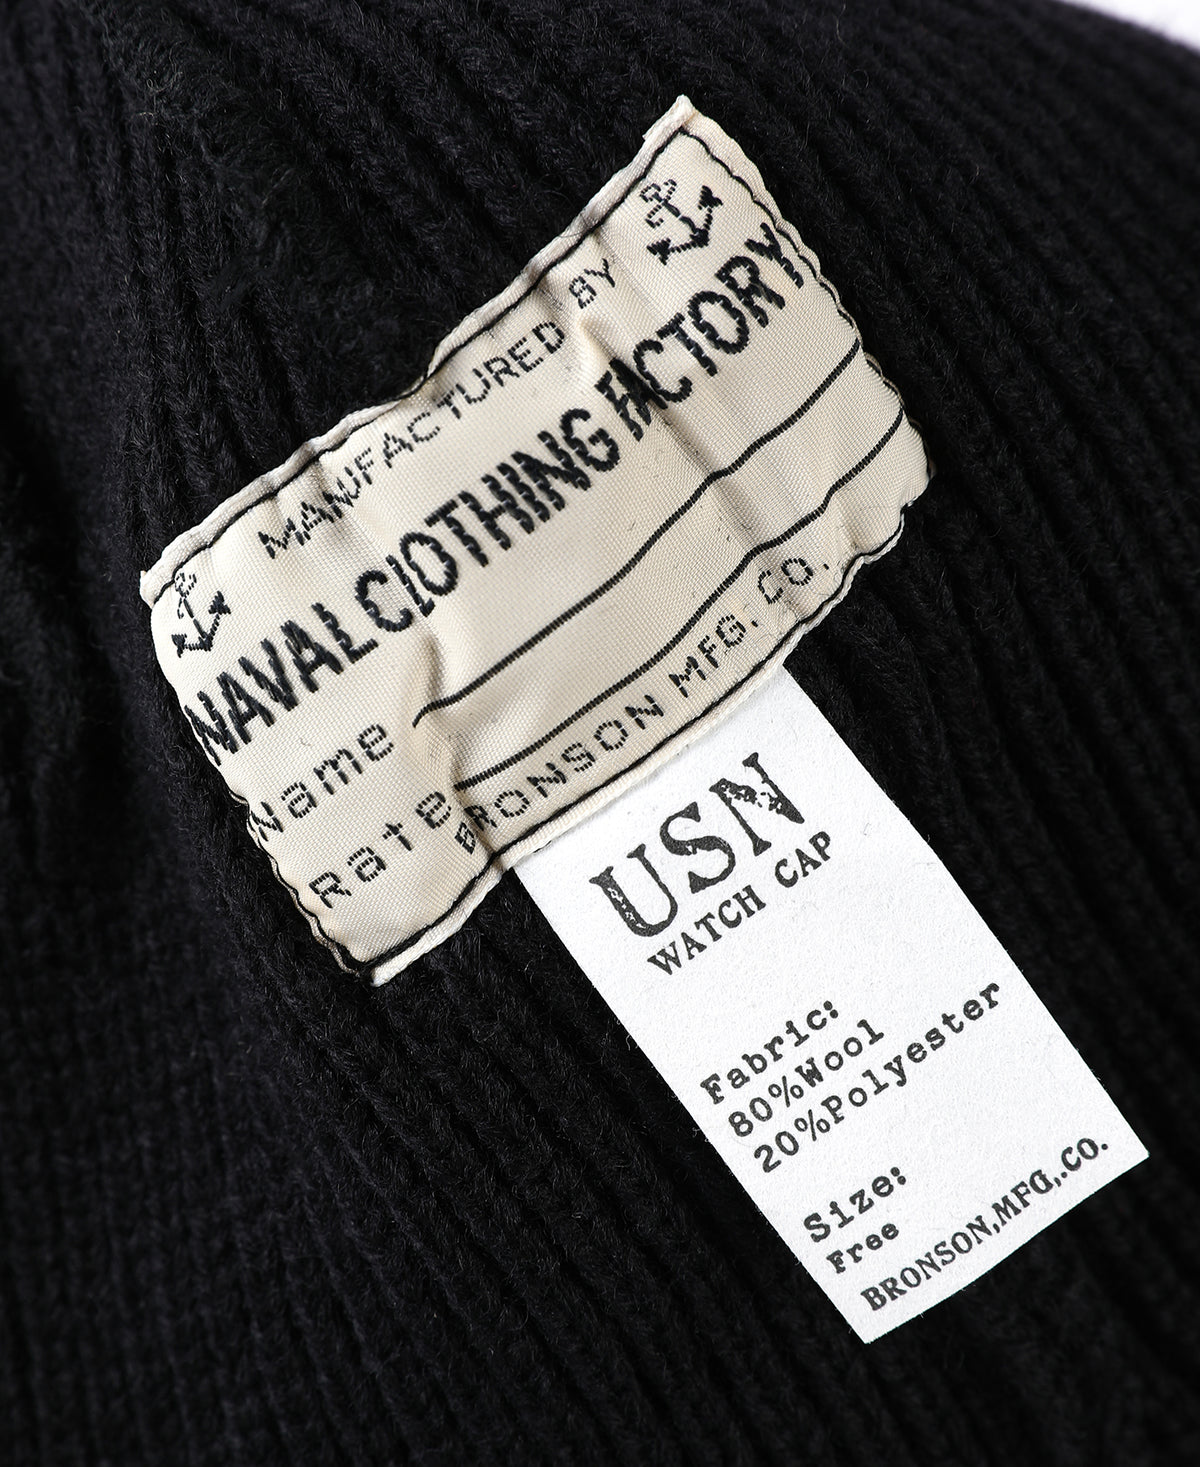 MANUFACTURED BY
NAVAL CLOTHING FACTORY
Name
Rate
BRONSON MFG. CO.
USN
WATCH CAP
Fabric:
80%Wool
20%Polyester
Size:
Free
BRONSON,MFG,.CO.